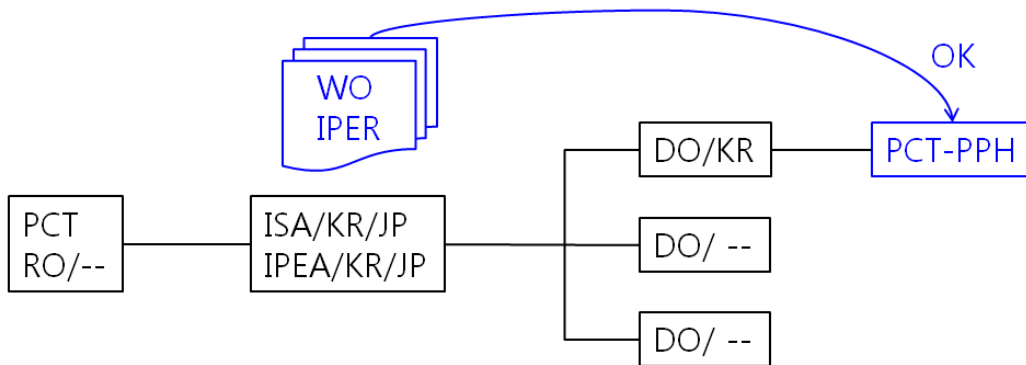 WO
IPER
OK
DO/KR
PCT-PPH
PCT
RO/--
ISA/KR/JP
IPEA/KR/JP
DO/ --
DO/ --